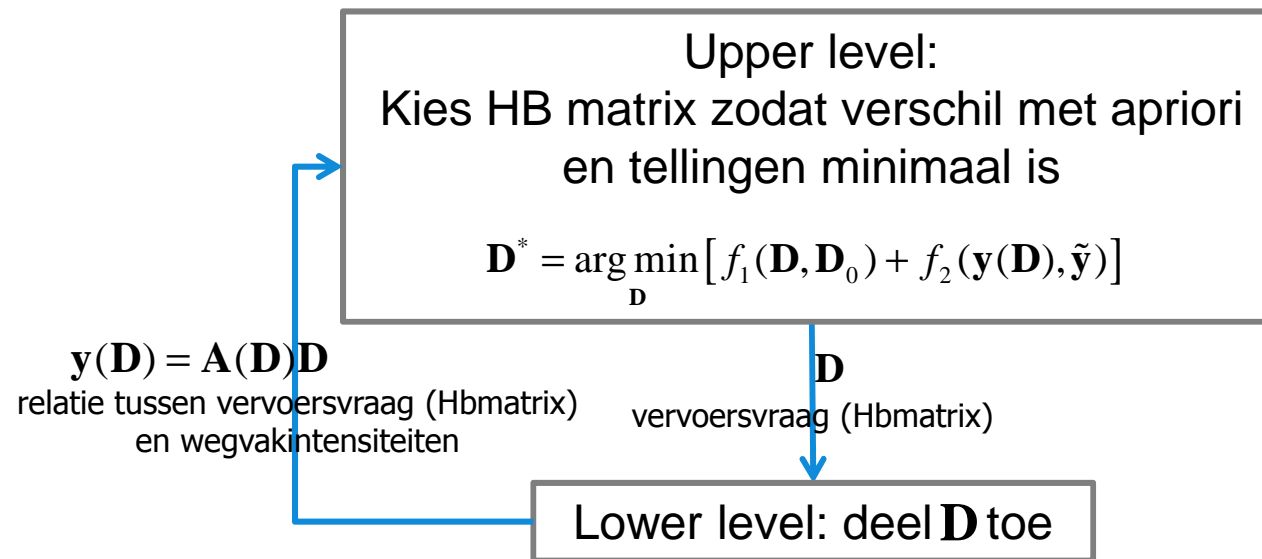 Upper level:
Kies HB matrix zodat verschil met apriori
en tellingen minimaal is
D* = arg min_D [f₁(D, D₀) + f₂(y(D), ỹ)]
y(D) = A(D)D
relatie tussen vervoersvraag (Hbmatrix)
en wegvakintensiteiten
D
vervoersvraag (Hbmatrix)
Lower level: deel D toe